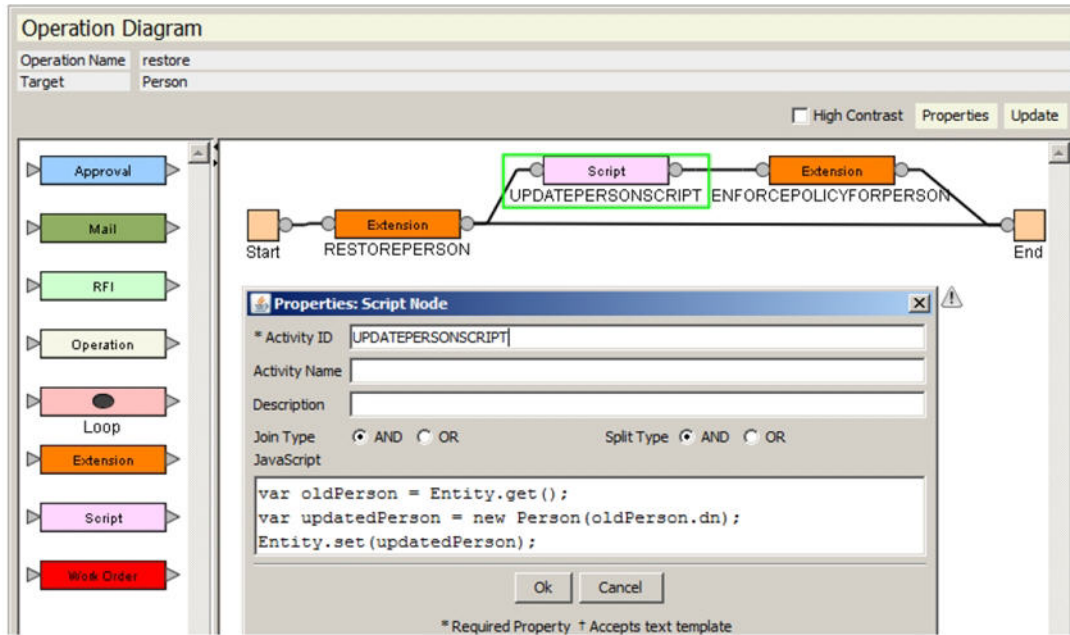 Operation Diagram
Operation Name restore
Target Person
High Contrast Properties Update
Approval
Mail
RFI
Operation
Loop
Extension
Script
Work Order
Script
UPDATEPERSONSCRIPT
Extension
ENFORCEPOLICYFORPERSON
Start
Extension
RESTOREPERSON
End
Properties: Script Node
* Activity ID UPDATEPERSONSCRIPT
Activity Name
Description
Join Type AND OR Split Type AND OR
JavaScript
var oldPerson = Entity.get();
var updatedPerson = new Person(oldPerson.dn);
Entity.set(updatedPerson);
Ok Cancel
* Required Property † Accepts text template